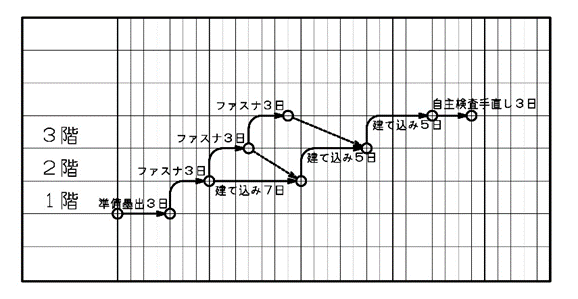 ファスナ3日
自主検査手直し3日
建て込み5日
3階
ファスナ3日
建て込み5日
2階
ファスナ3日
建て込み7日
1階
準備墨出3日